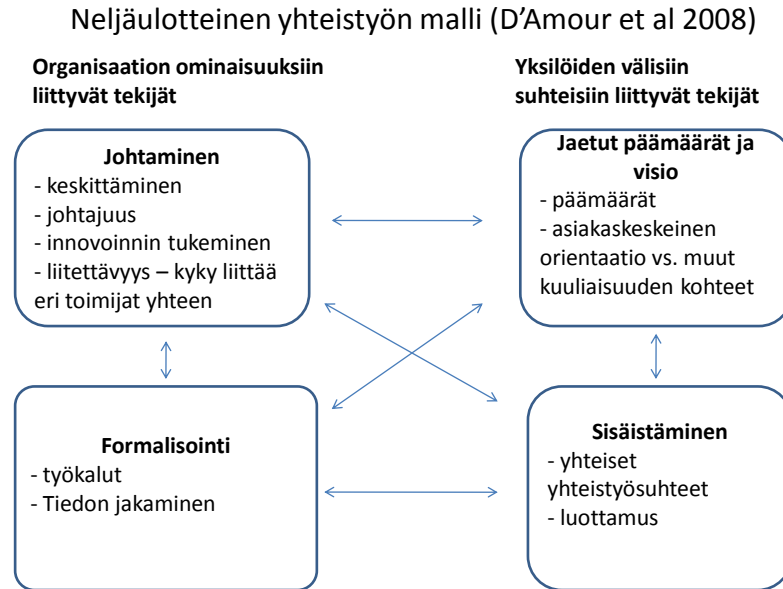 Neljäulotteinen yhteistyön malli (D'Amour et al 2008)
Organisaation ominaisuuksiin
liittyvät tekijät
Yksilöiden välisiin
suhteisiin liittyvät tekijät
Johtaminen
- keskittäminen
- johtajuus
- innovoinnin tukeminen
- liitettävyys – kyky liittää
eri toimijat yhteen
Jaetut päämäärät ja
visio
- päämäärät
- asiakaskeskeinen
orientaatio vs. muut
kuuliaisuuden kohteet
Formalisointi
- työkalut
- Tiedon jakaminen
Sisäistäminen
- yhteiset
yhteistyösuhteet
- luottamus